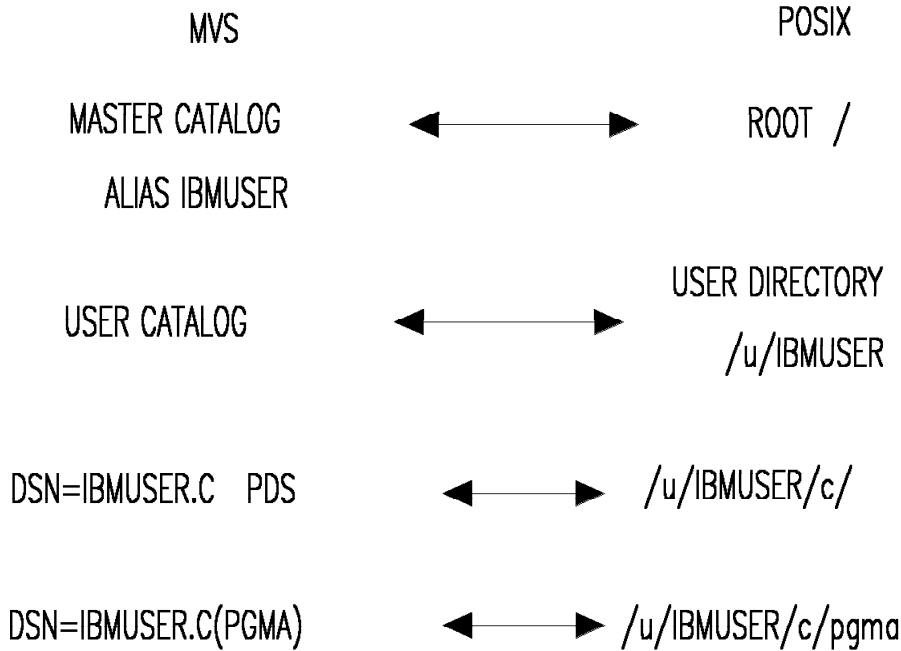 MVS POSIX
MASTER CATALOG ROOT /
ALIAS IBMUSER
USER DIRECTORY
USER CATALOG
/u/IBMUSER
DSN=IBMUSER.C PDS /u/IBMUSER/c/
DSN=IBMUSER.C(PGMA) /u/IBMUSER/c/pgma